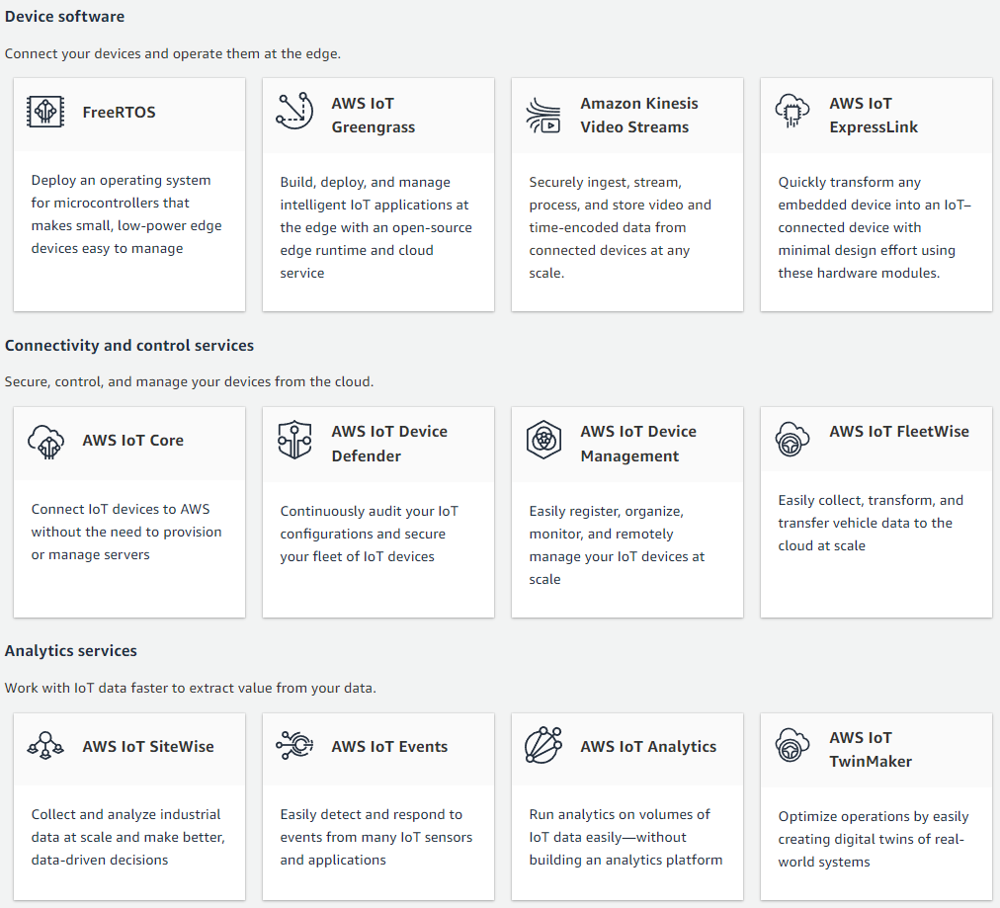 Device software
Connect your devices and operate them at the edge.
FreeRTOS
Deploy an operating system
for microcontrollers that
makes small, low-power edge
devices easy to manage
AWS IoT
Greengrass
Build, deploy, and manage
intelligent IoT applications at
the edge with an open-source
edge runtime and cloud
service
Amazon Kinesis
Video Streams
Securely ingest, stream,
process, and store video and
time-encoded data from
connected devices at any
scale.
AWS IoT
ExpressLink
Quickly transform any
embedded device into an IoT–
connected device with
minimal design effort using
these hardware modules.
Connectivity and control services
Secure, control, and manage your devices from the cloud.
AWS IoT Core
Connect IoT devices to AWS
without the need to provision
or manage servers
AWS IoT Device
Defender
Continuously audit your IoT
configurations and secure
your fleet of IoT devices
AWS IoT Device
Management
Easily register, organize,
monitor, and remotely
manage your IoT devices at
scale
AWS IoT FleetWise
Easily collect, transform, and
transfer vehicle data to the
cloud at scale
Analytics services
Work with IoT data faster to extract value from your data.
AWS IoT SiteWise
Collect and analyze industrial
data at scale and make better,
data-driven decisions
AWS IoT Events
Easily detect and respond to
events from many IoT sensors
and applications
AWS IoT Analytics
Run analytics on volumes of
IoT data easily—without
building an analytics platform
AWS IoT
TwinMaker
Optimize operations by easily
creating digital twins of real-
world systems